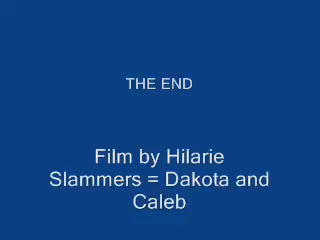 THE END
Film by Hilarie
Slammers = Dakota and
Caleb